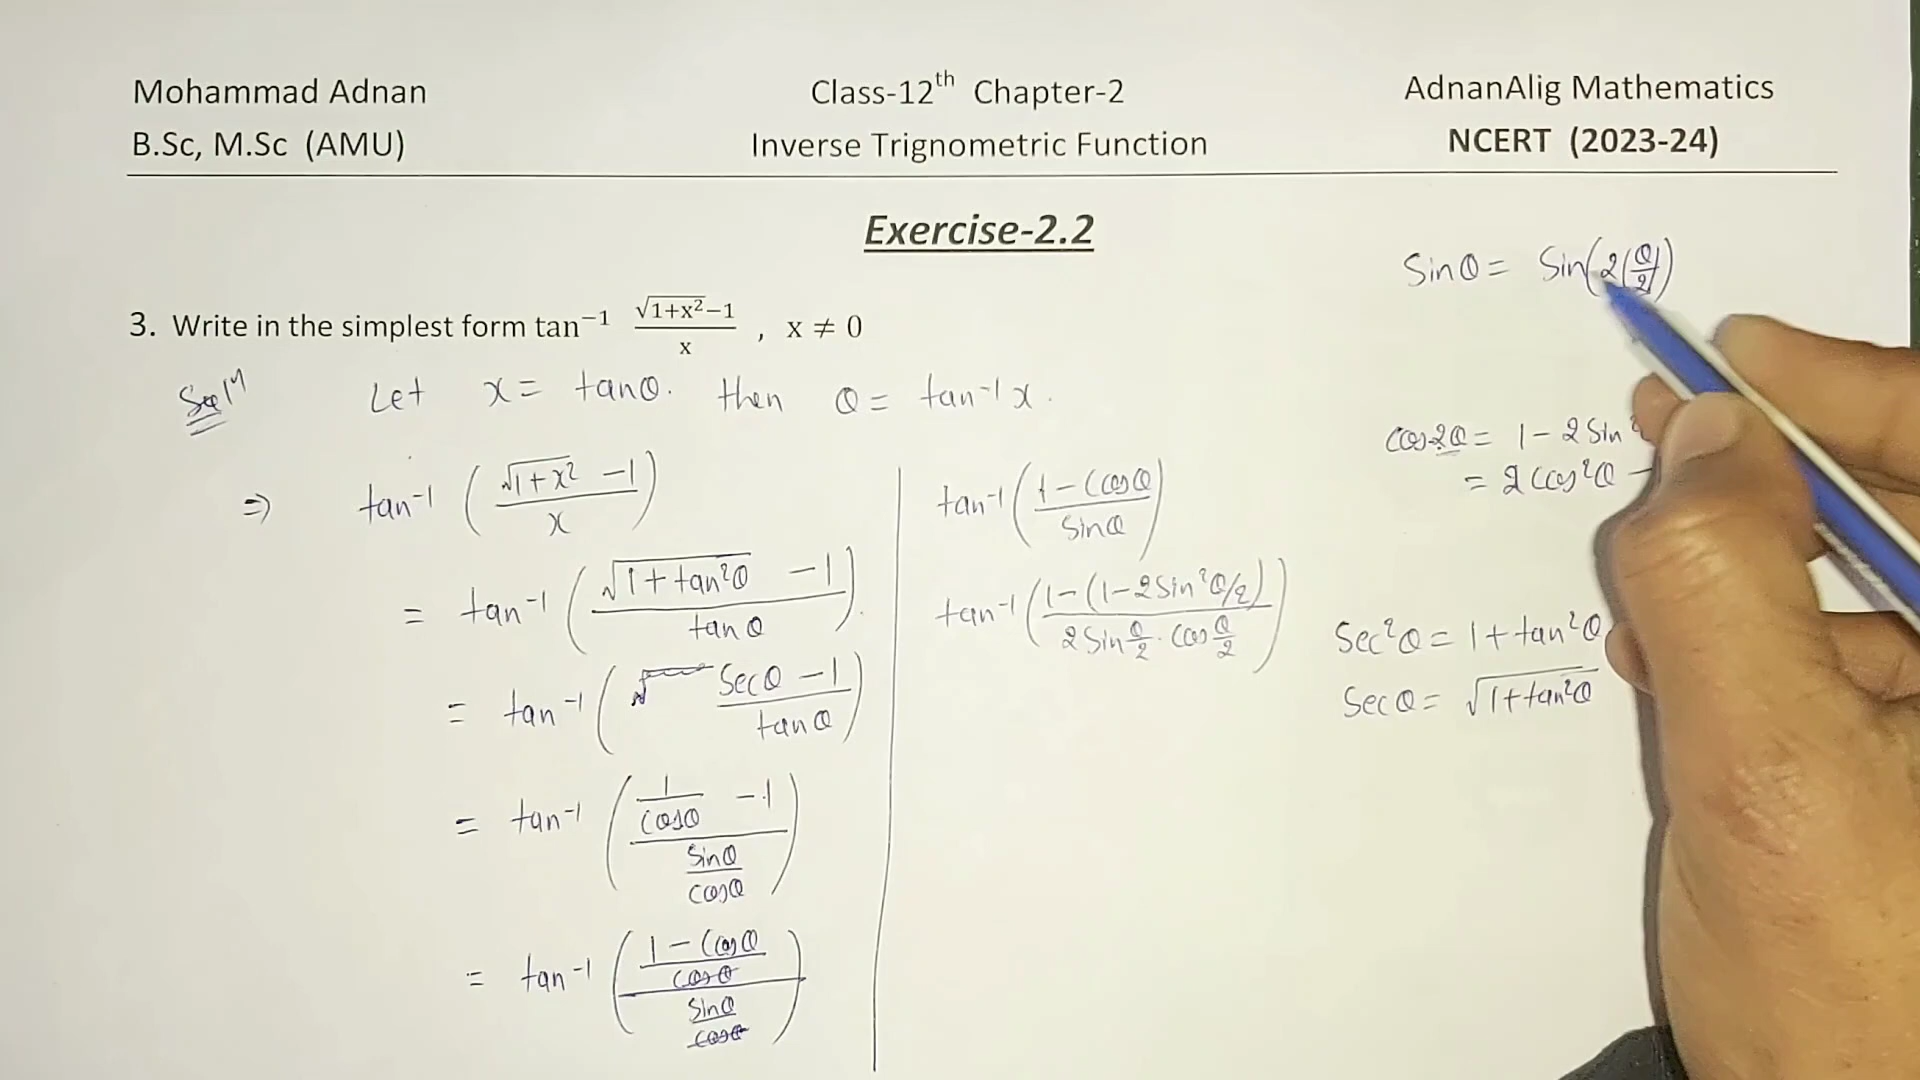 Mohammad Adnan
B.Sc, M.Sc (AMU)
Class-12th Chapter-2
Inverse Trignometric Function
AdnanAlig Mathematics
NCERT (2023-24)
Exercise-2.2
3. Write in the simplest form tan⁻¹ (√(1+x²)−1)/x , x ≠ 0
Solⁿ Let x = tanθ. then θ = tan⁻¹x.
⇒ tan⁻¹ ((√(1+x²) −1)/x)
= tan⁻¹ ((√(1+tan²θ) −1)/tanθ).
= tan⁻¹ ((Secθ −1)/tanθ)
= tan⁻¹ ((1/cosθ −1)/(Sinθ/cosθ))
= tan⁻¹ (((1−Cosθ)/cosθ)/(Sinθ/cosθ))
tan⁻¹ ((1−Cosθ)/Sinθ)
tan⁻¹ ((1−(1−2Sin²θ/2))/(2Sin θ/2 · Cos θ/2))
Sinθ = Sin(2(θ/2))
Cos2θ = 1−2Sin²
= 2Cos²θ −
Sec²θ = 1+tan²θ
Secθ = √(1+tan²θ)